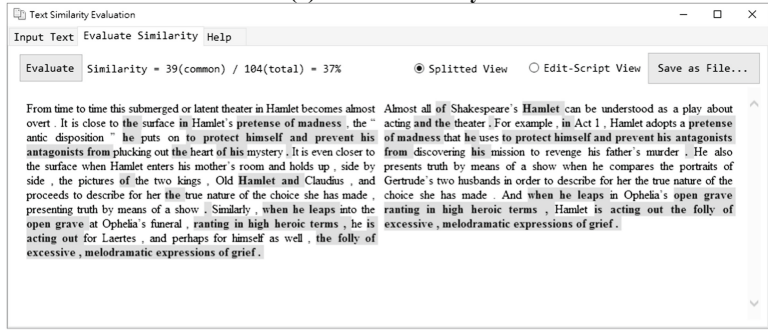 Text Similarity Evaluation
Input Text Evaluate Similarity Help
Evaluate Similarity = 39(common) / 104(total) = 37% Splitted View Edit-Script View Save as File...
From time to time this submerged or latent theater in Hamlet becomes almost
overt . It is close to the surface in Hamlet's pretense of madness , the “
antic disposition ” he puts on to protect himself and prevent his
antagonists from plucking out the heart of his mystery . It is even closer to
the surface when Hamlet enters his mother's room and holds up , side by
side , the pictures of the two kings , Old Hamlet and Claudius , and
proceeds to describe for her the true nature of the choice she has made ,
presenting truth by means of a show . Similarly , when he leaps into the
open grave at Ophelia's funeral , ranting in high heroic terms , he is
acting out for Laertes , and perhaps for himself as well , the folly of
excessive , melodramatic expressions of grief .
Almost all of Shakespeare's Hamlet can be understood as a play about
acting and the theater . For example , in Act 1 , Hamlet adopts a pretense
of madness that he uses to protect himself and prevent his antagonists
from discovering his mission to revenge his father's murder . He also
presents truth by means of a show when he compares the portraits of
Gertrude's two husbands in order to describe for her the true nature of the
choice she has made . And when he leaps in Ophelia's open grave
ranting in high heroic terms , Hamlet is acting out the folly of
excessive , melodramatic expressions of grief .